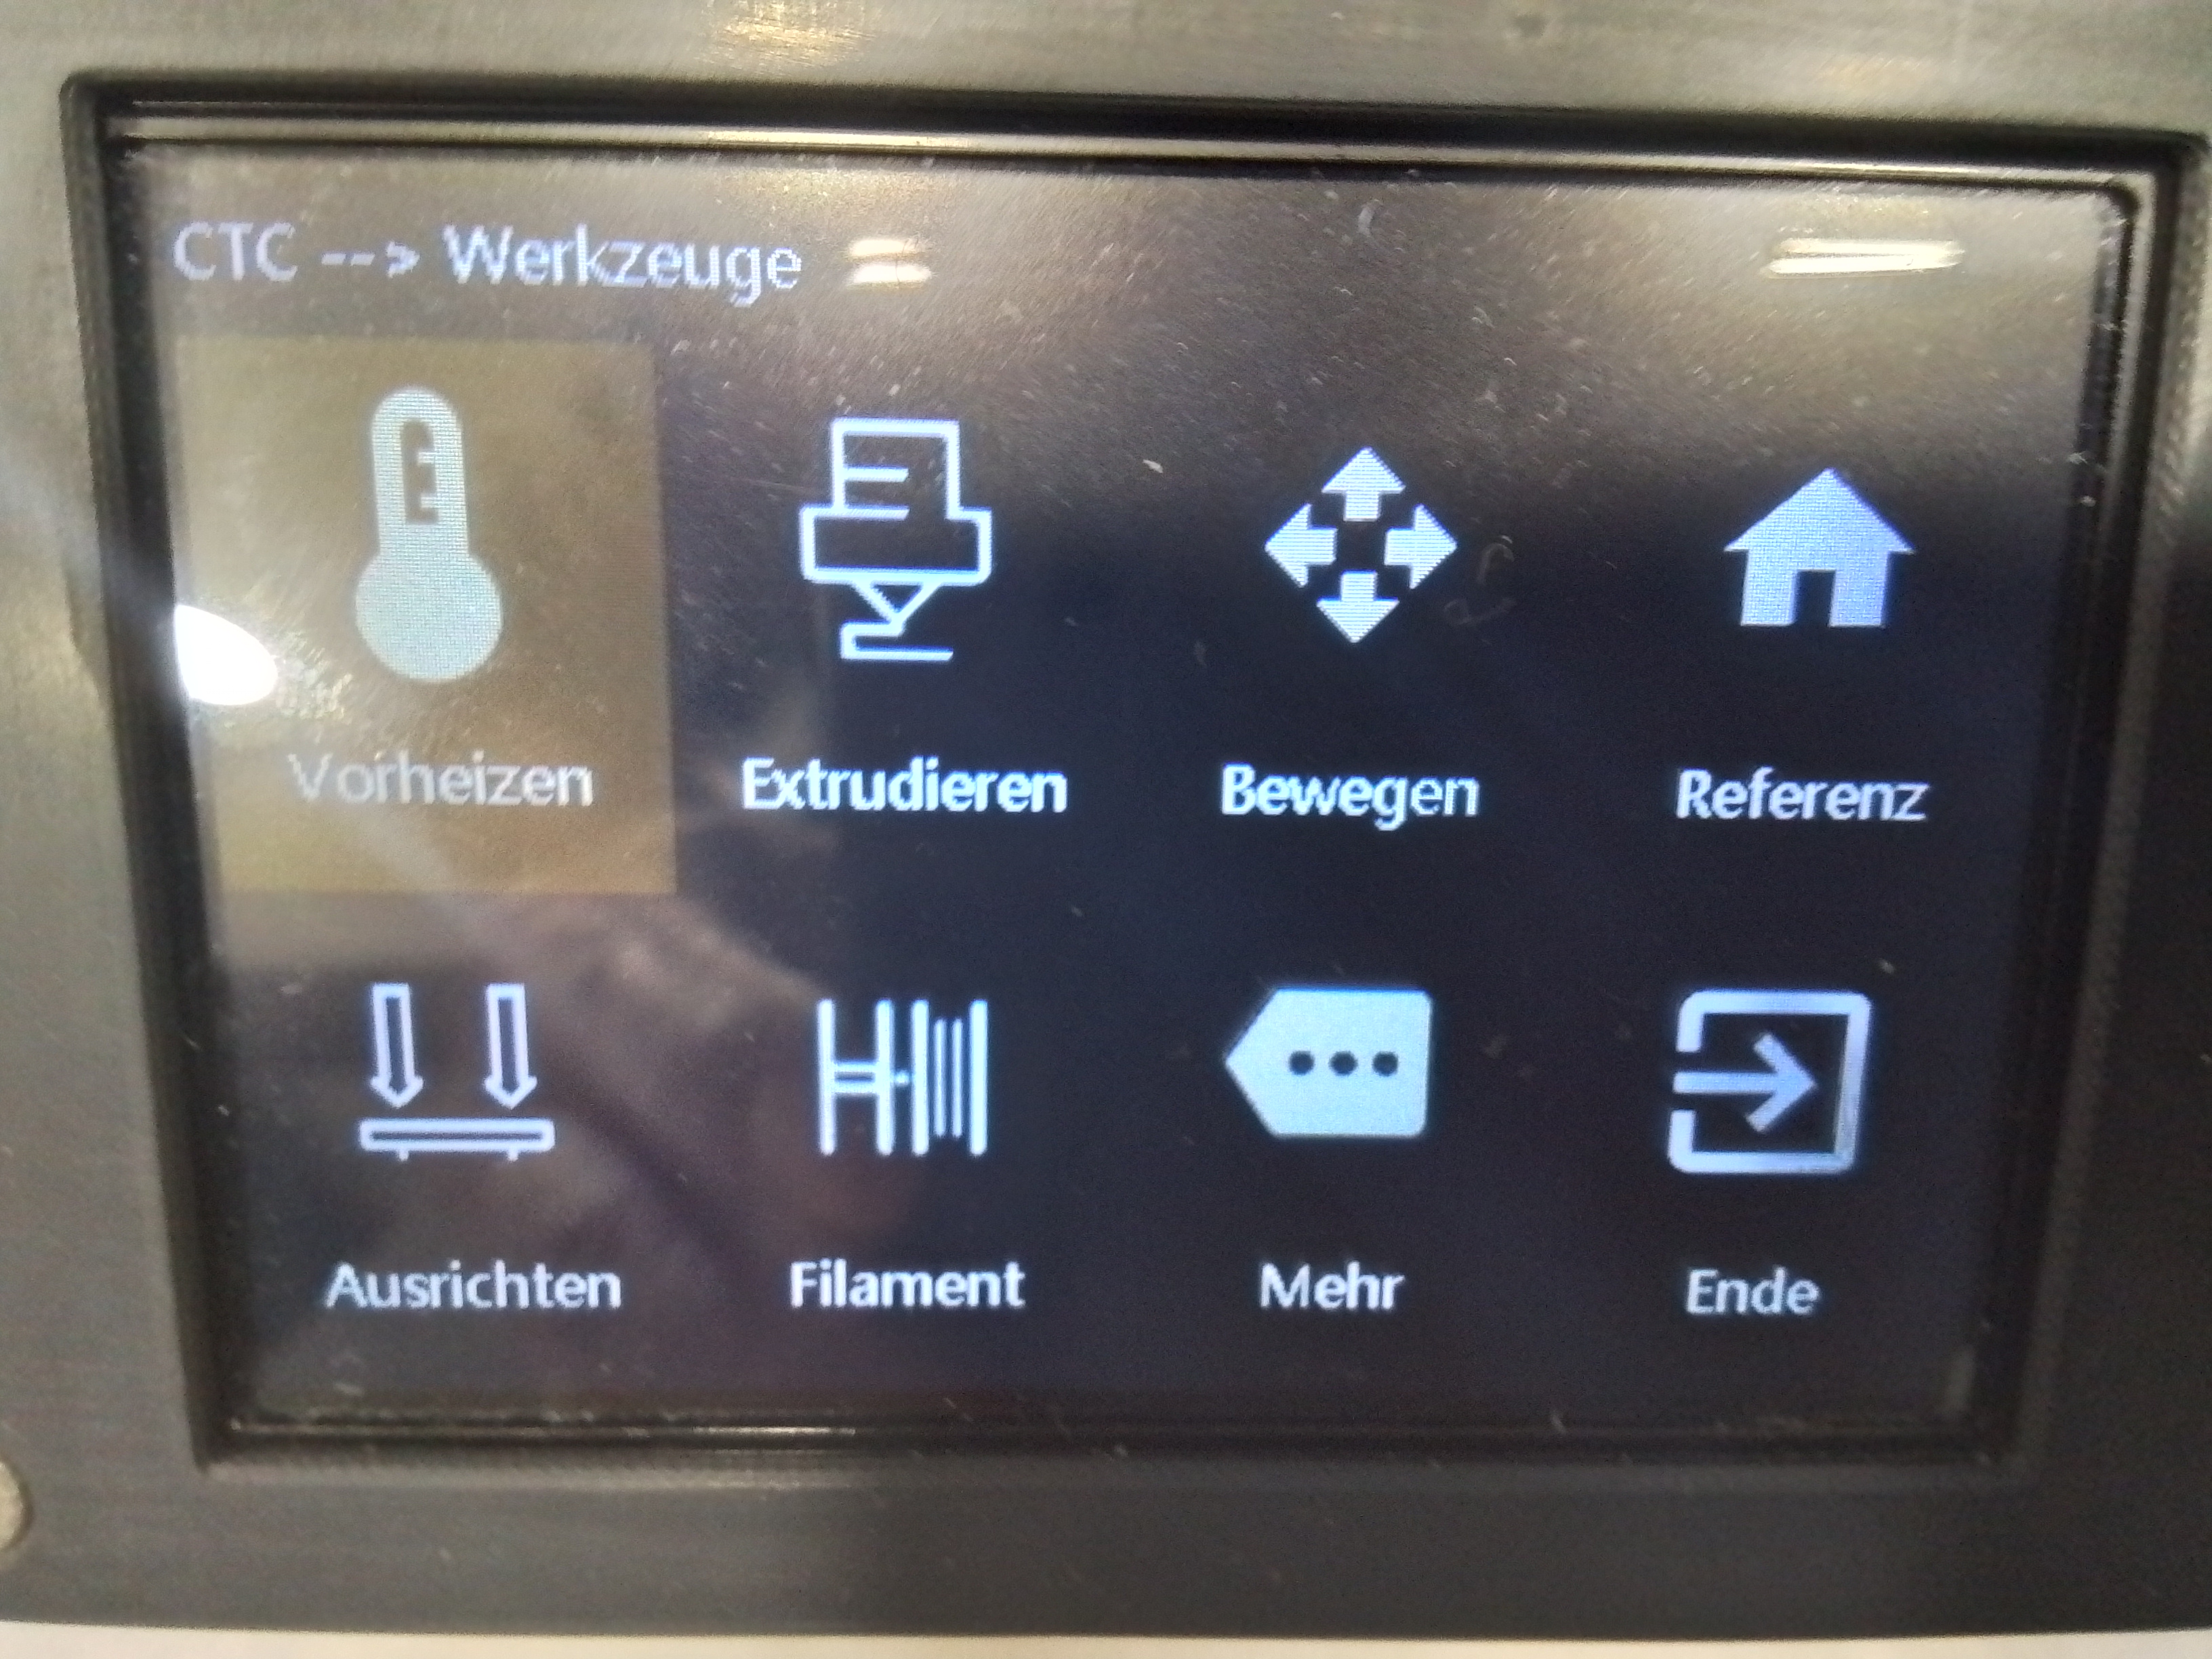 CTC --> Werkzeuge
Vorheizen Extrudieren Bewegen Referenz
Ausrichten Filament Mehr Ende